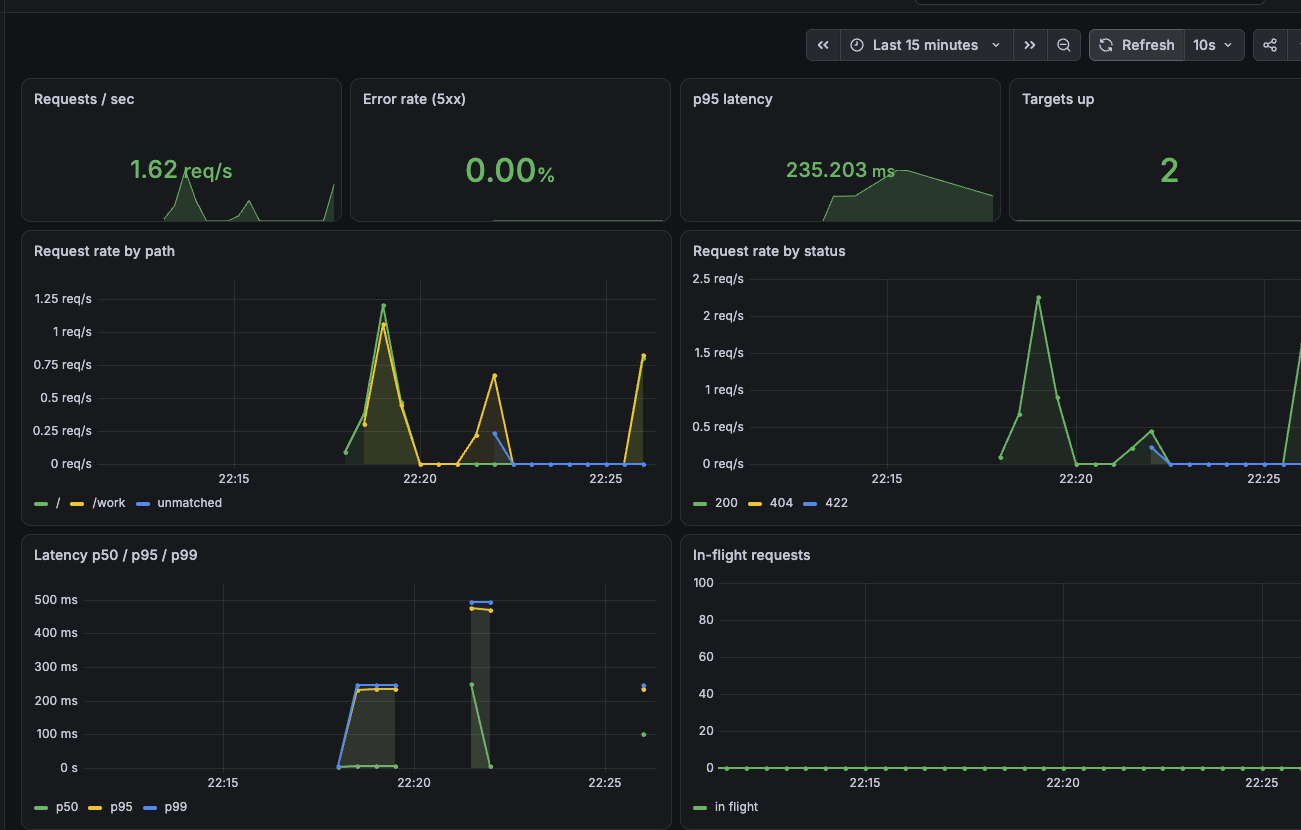 Last 15 minutes Refresh 10s
Requests / sec
1.62 req/s
Error rate (5xx)
0.00%
p95 latency
235.203 ms
Targets up
2
Request rate by path
1.25 req/s
1 req/s
0.75 req/s
0.5 req/s
0.25 req/s
0 req/s
22:15 22:20 22:25
/ /work unmatched
Request rate by status
2.5 req/s
2 req/s
1.5 req/s
1 req/s
0.5 req/s
0 req/s
22:15 22:20 22:25
200 404 422
Latency p50 / p95 / p99
500 ms
400 ms
300 ms
200 ms
100 ms
0 s
22:15 22:20 22:25
p50 p95 p99
In-flight requests
100
80
60
40
20
0
22:15 22:20 22:25
in flight